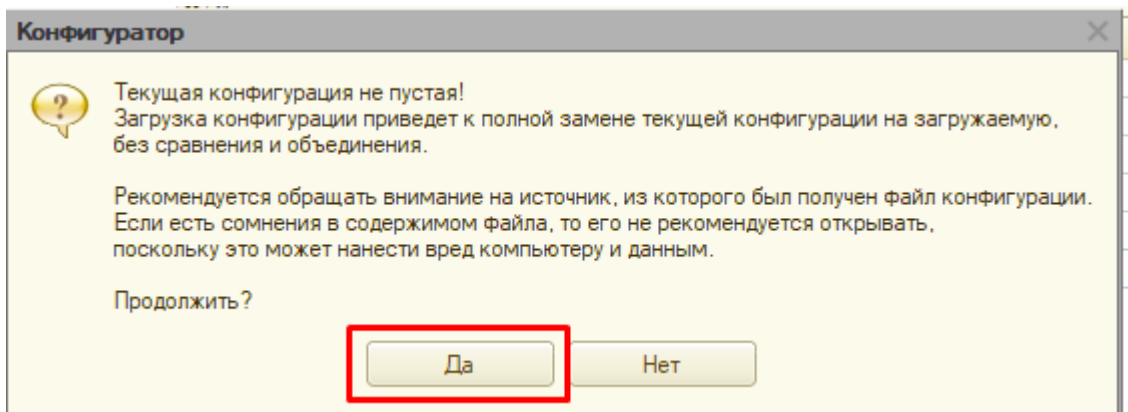 Конфигуратор
Текущая конфигурация не пустая!
Загрузка конфигурации приведет к полной замене текущей конфигурации на загружаемую,
без сравнения и объединения.
Рекомендуется обращать внимание на источник, из которого был получен файл конфигурации.
Если есть сомнения в содержимом файла, то его не рекомендуется открывать,
поскольку это может нанести вред компьютеру и данным.
Продолжить?
Да Нет